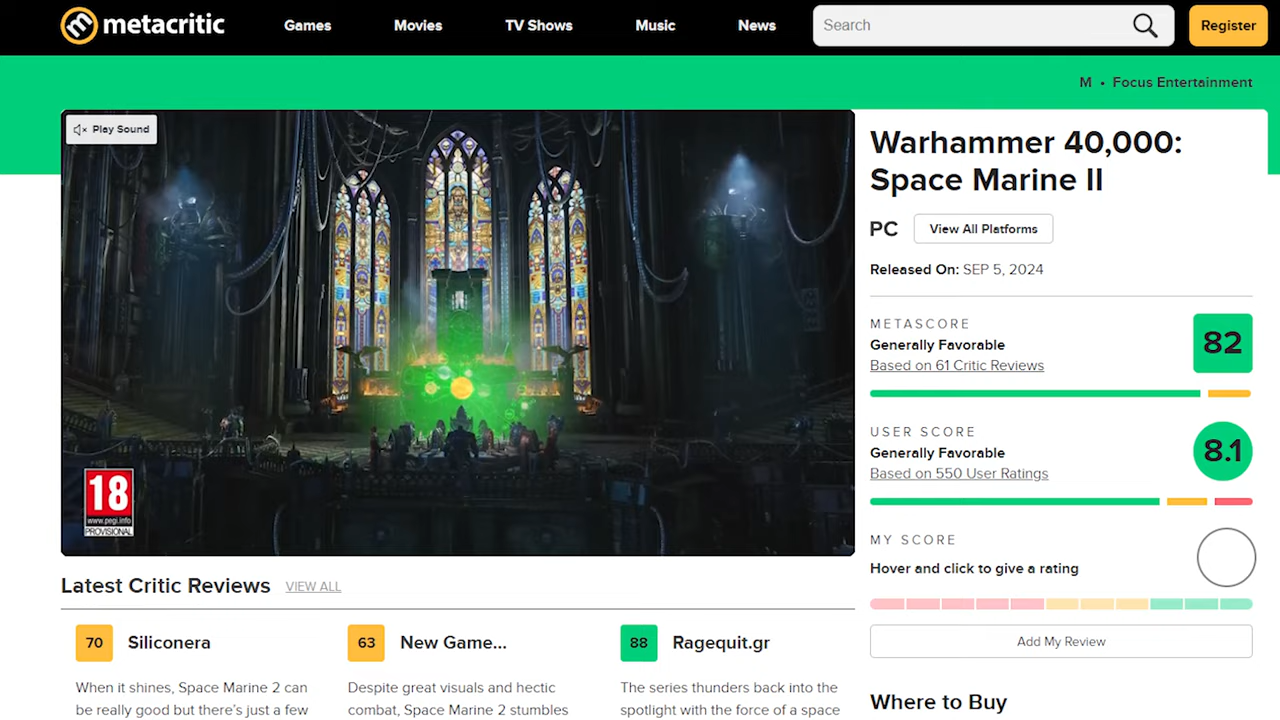 metacritic
Games
Movies
TV Shows
Music
News
Search
Register
M • Focus Entertainment
Play Sound
18
www.pegi.info
PROVISIONAL
Warhammer 40,000:
Space Marine II
PC
View All Platforms
Released On: SEP 5, 2024
METASCORE
Generally Favorable
Based on 61 Critic Reviews
82
USER SCORE
Generally Favorable
Based on 550 User Ratings
8.1
MY SCORE
Hover and click to give a rating
Add My Review
Where to Buy
Latest Critic Reviews
VIEW ALL
70
Siliconera
When it shines, Space Marine 2 can
be really good but there's just a few
63
New Game...
Despite great visuals and hectic
combat, Space Marine 2 stumbles
88
Ragequit.gr
The series thunders back into the
spotlight with the force of a space